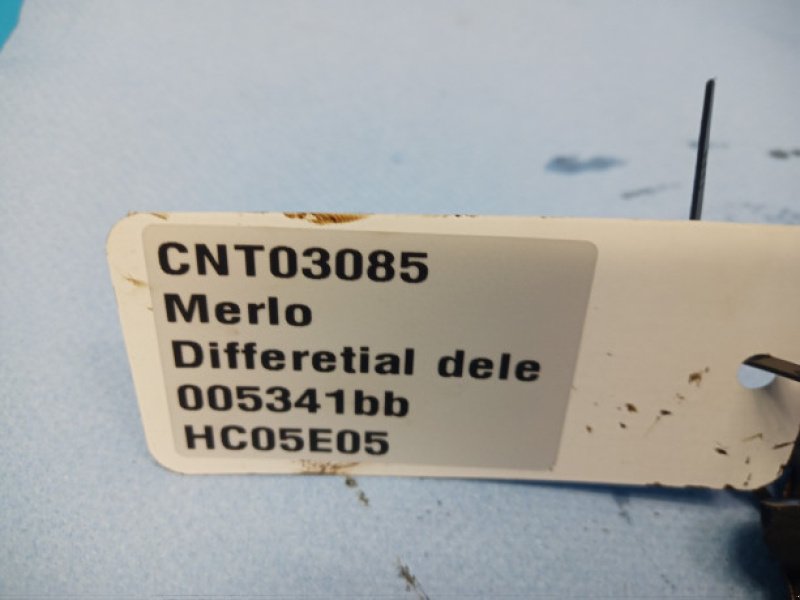 CNT03085
Merlo
Differetial dele
005341bb
HC05E05